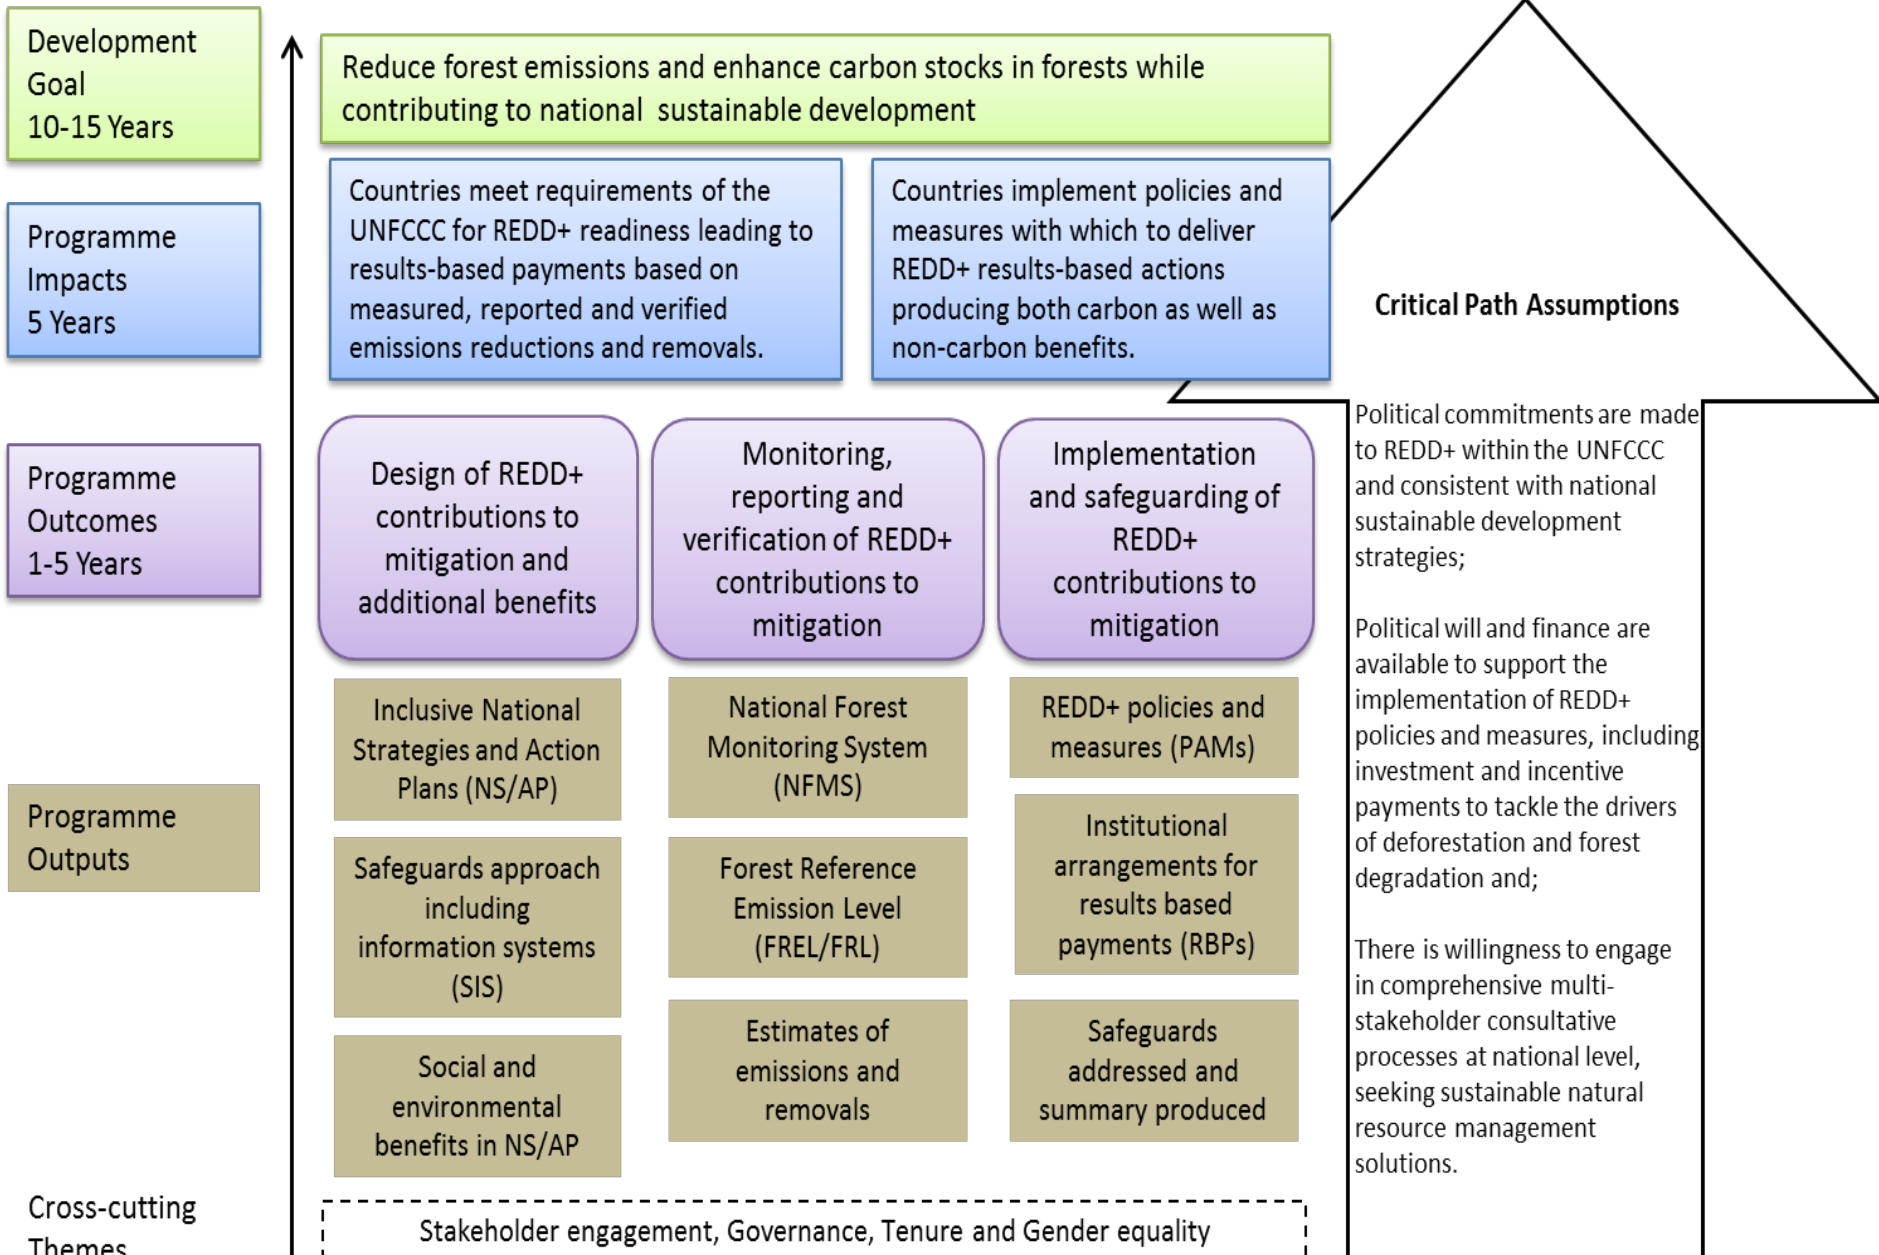 Development
Goal
10-15 Years
Reduce forest emissions and enhance carbon stocks in forests while
contributing to national sustainable development
Programme
Impacts
5 Years
Countries meet requirements of the
UNFCCC for REDD+ readiness leading to
results-based payments based on
measured, reported and verified
emissions reductions and removals.
Countries implement policies and
measures with which to deliver
REDD+ results-based actions
producing both carbon as well as
non-carbon benefits.
Programme
Outcomes
1-5 Years
Design of REDD+
contributions to
mitigation and
additional benefits
Monitoring,
reporting and
verification of REDD+
contributions to
mitigation
Implementation
and safeguarding of
REDD+
contributions to
mitigation
Programme
Outputs
Inclusive National
Strategies and Action
Plans (NS/AP)
Safeguards approach
including
information systems
(SIS)
Social and
environmental
benefits in NS/AP
National Forest
Monitoring System
(NFMS)
Forest Reference
Emission Level
(FREL/FRL)
Estimates of
emissions and
removals
REDD+ policies and
measures (PAMs)
Institutional
arrangements for
results based
payments (RBPs)
Safeguards
addressed and
summary produced
Cross-cutting
Themes
Stakeholder engagement, Governance, Tenure and Gender equality
Critical Path Assumptions
Political commitments are made
to REDD+ within the UNFCCC
and consistent with national
sustainable development
strategies;
Political will and finance are
available to support the
implementation of REDD+
policies and measures, including
investment and incentive
payments to tackle the drivers
of deforestation and forest
degradation and;
There is willingness to engage
in comprehensive multi-
stakeholder consultative
processes at national level,
seeking sustainable natural
resource management
solutions.